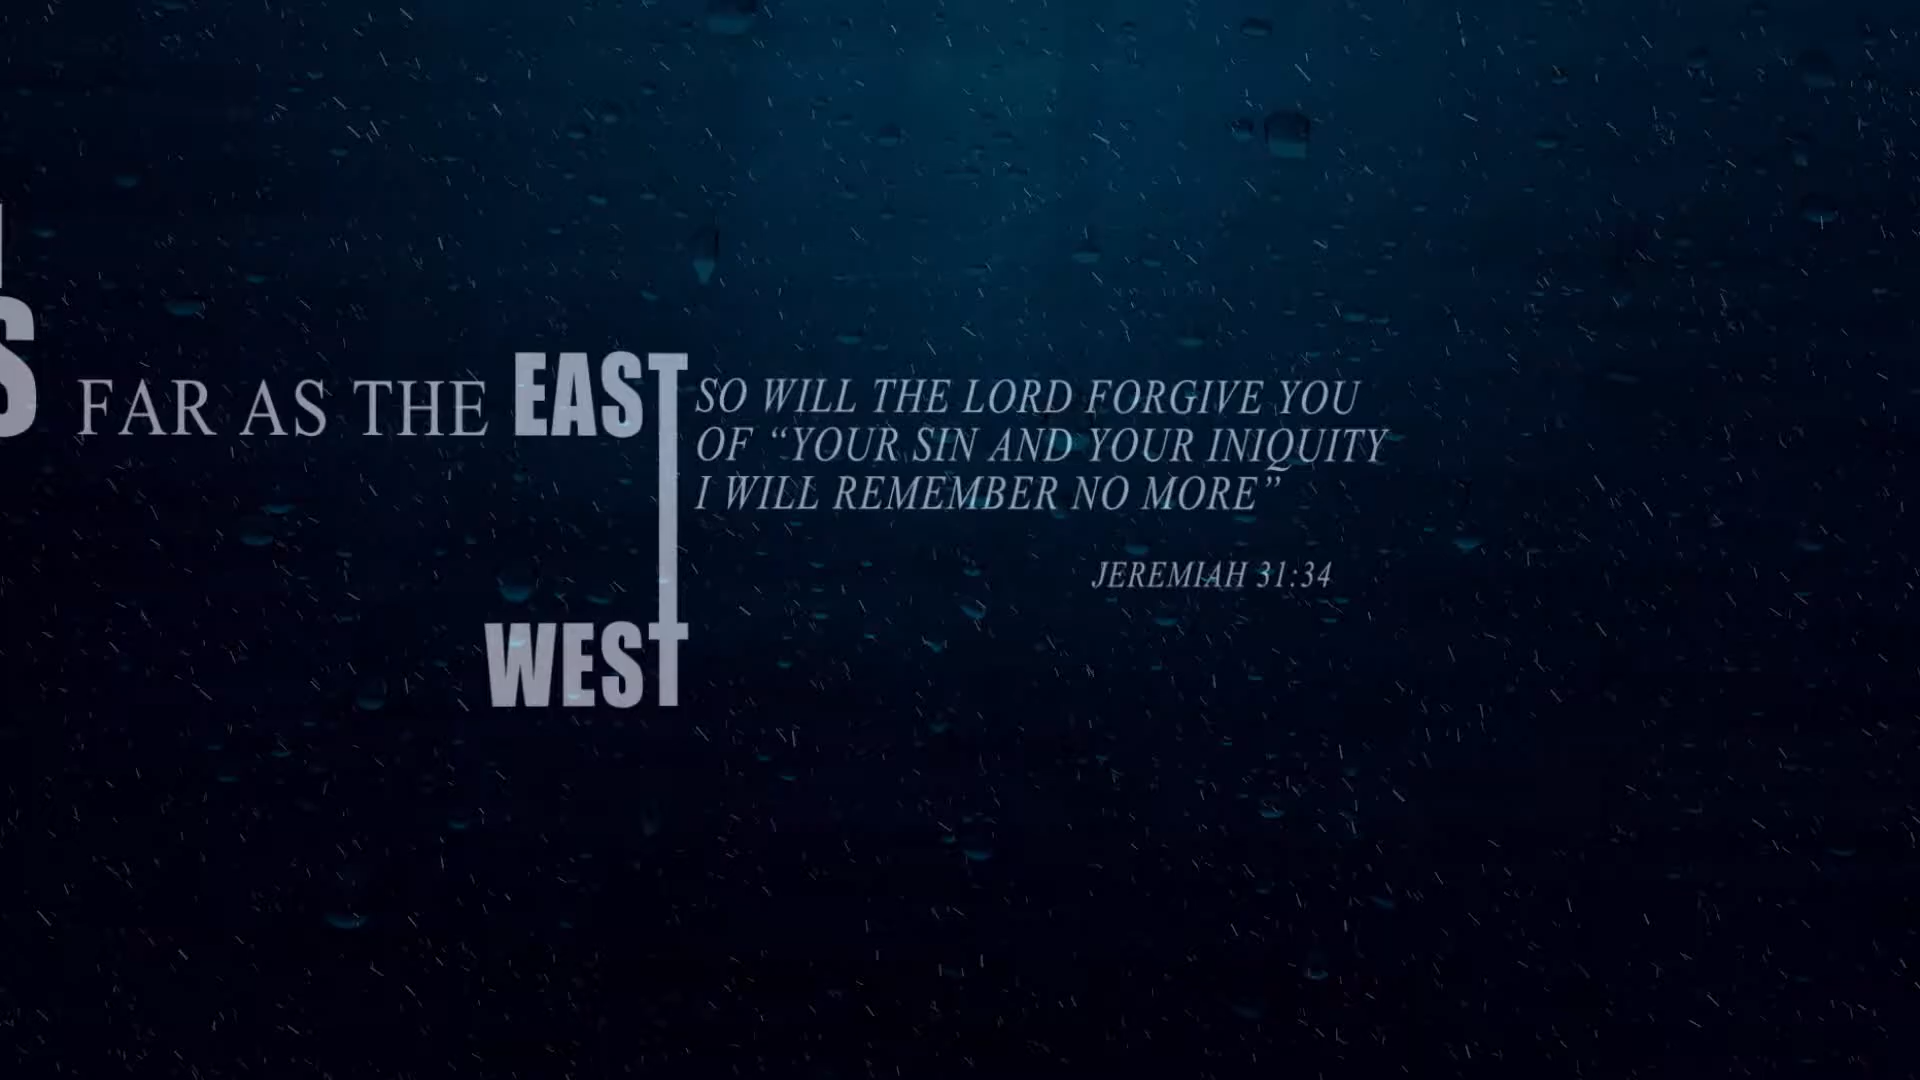 S FAR AS THE EAST
SO WILL THE LORD FORGIVE YOU
OF “YOUR SIN AND YOUR INIQUITY
I WILL REMEMBER NO MORE”
JEREMIAH 31:34
WEST